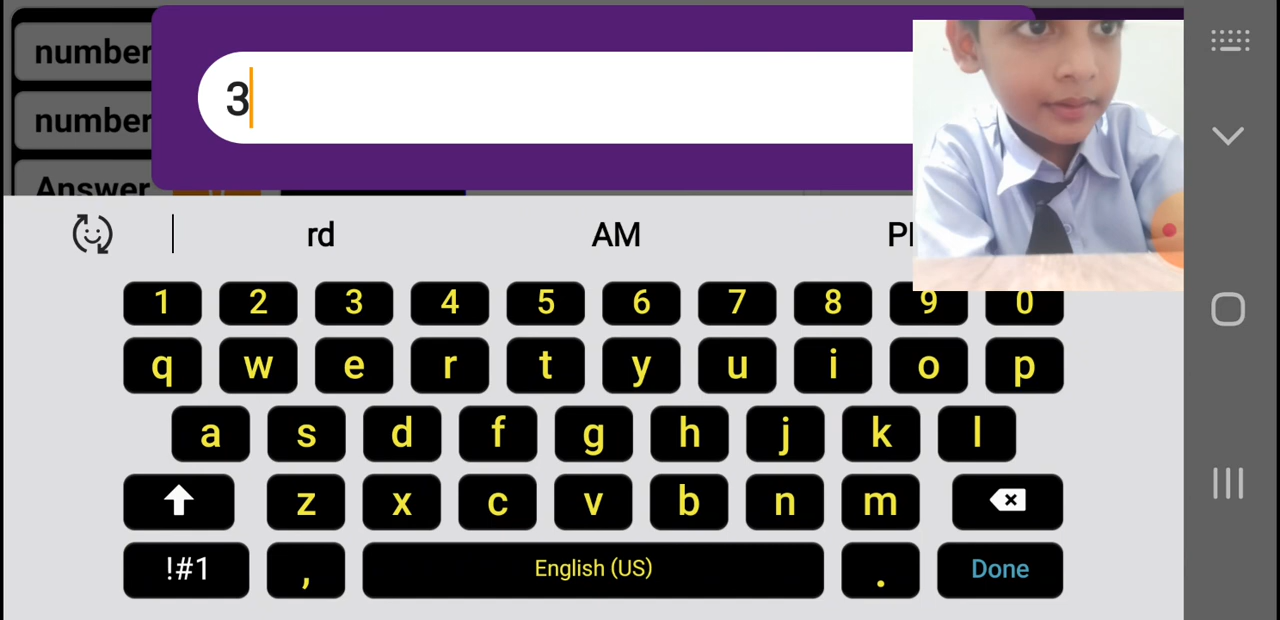 number
number
Answer
3
rd AM
1 2 3 4 5 6 7 8 9 0
q w e r t y u i o p
a s d f g h j k l
z x c v b n m
!#1 , English (US) . Done